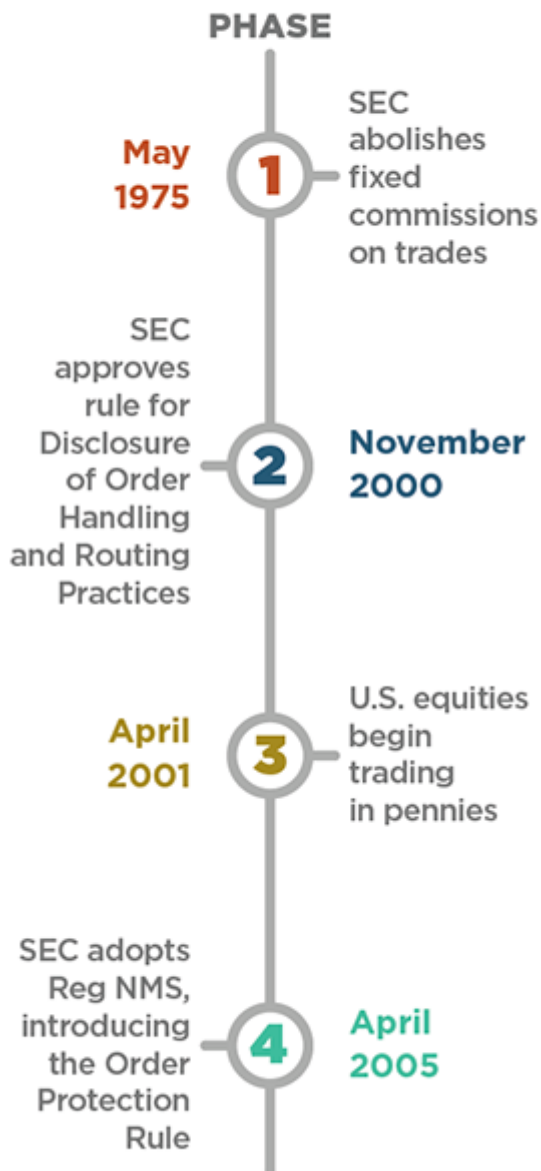 PHASE
May
1975
1
SEC
abolishes
fixed
commissions
on trades
SEC
approves
rule for
Disclosure
of Order
Handling
and Routing
Practices
2
November
2000
April
2001
3
U.S. equities
begin
trading
in pennies
SEC adopts
Reg NMS,
introducing
the Order
Protection
Rule
4
April
2005